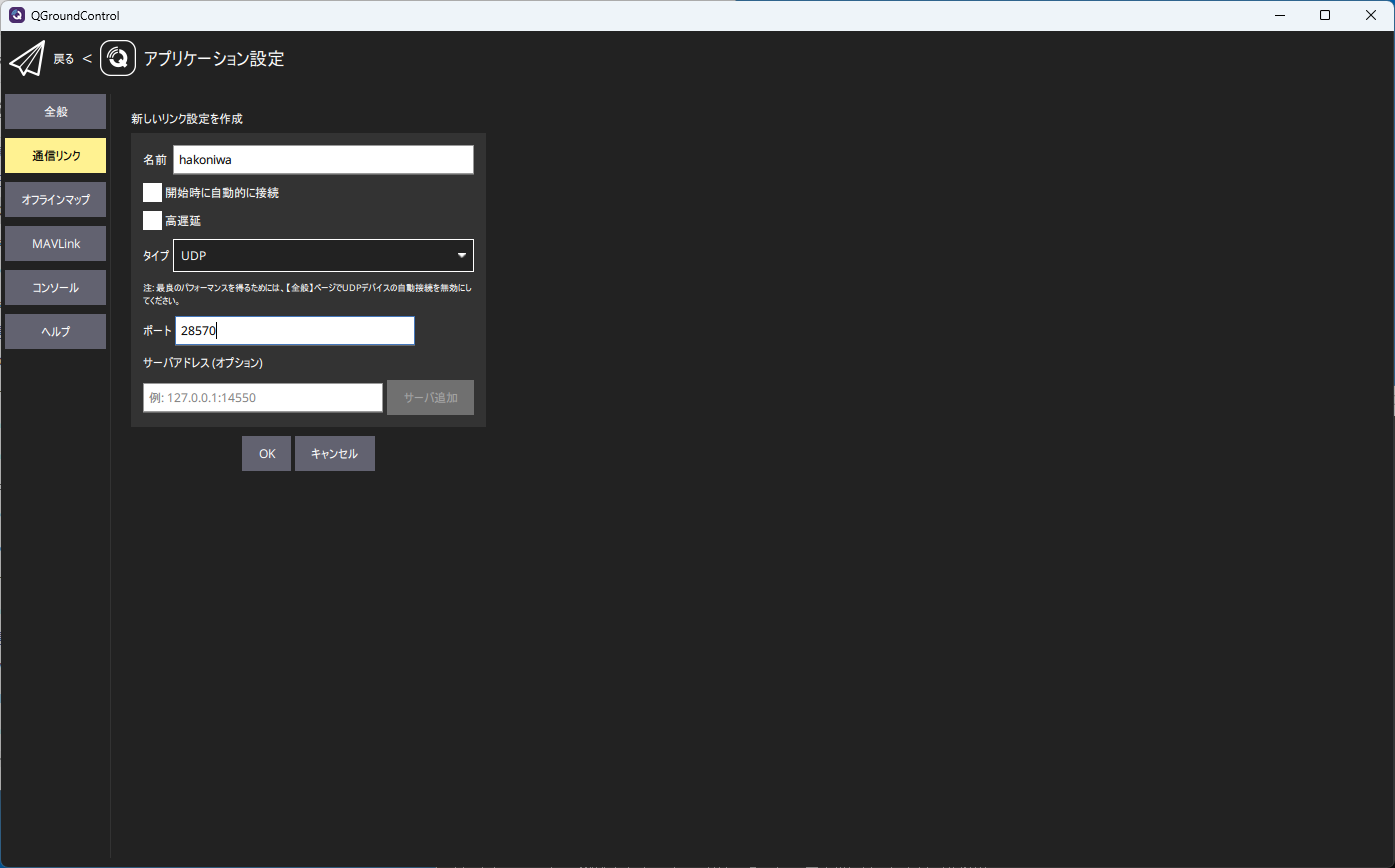 QGroundControl
戻る < アプリケーション設定
全般
通信リンク
オフラインマップ
MAVLink
コンソール
ヘルプ
新しいリンク設定を作成
名前 hakoniwa
開始時に自動的に接続
高遅延
タイプ UDP
注: 最良のパフォーマンスを得るためには、【全般】ページでUDPデバイスの自動接続を無効にし
てください。
ポート 28570
サーバアドレス (オプション)
例: 127.0.0.1:14550 サーバ追加
OK キャンセル